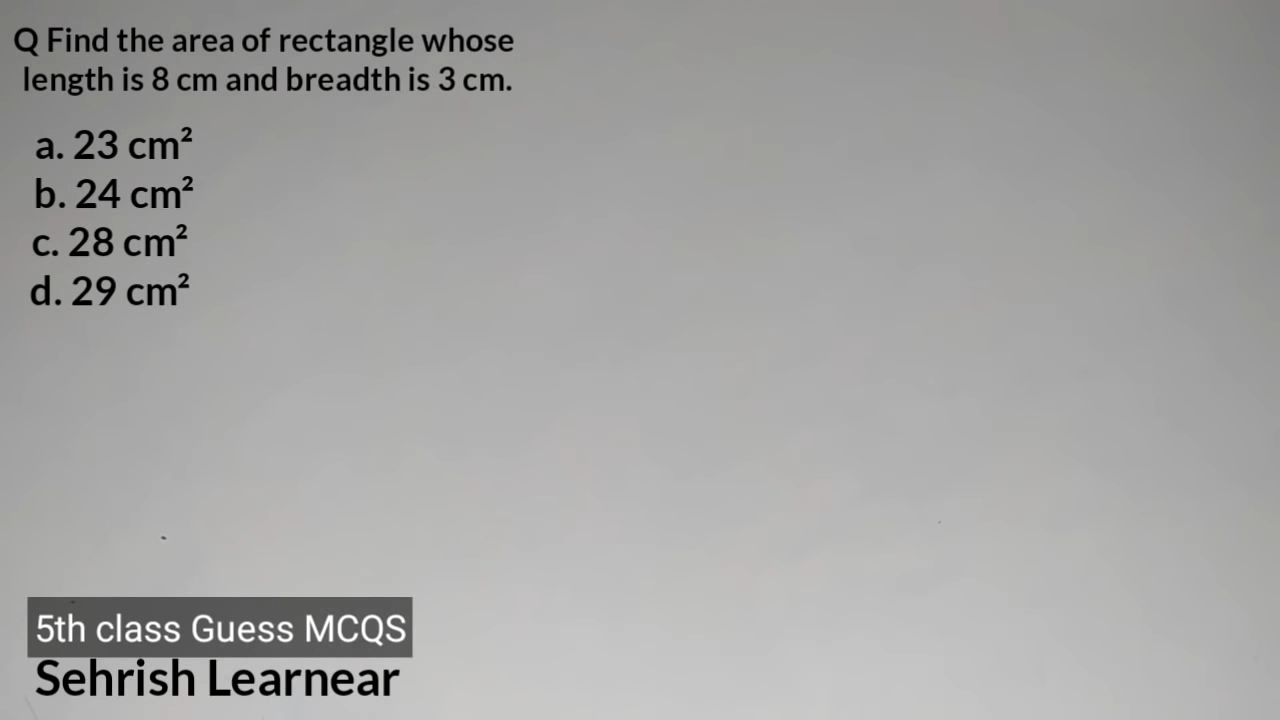 Q Find the area of rectangle whose
length is 8 cm and breadth is 3 cm.
a. 23 cm²
b. 24 cm²
c. 28 cm²
d. 29 cm²
5th class Guess MCQS
Sehrish Learnear